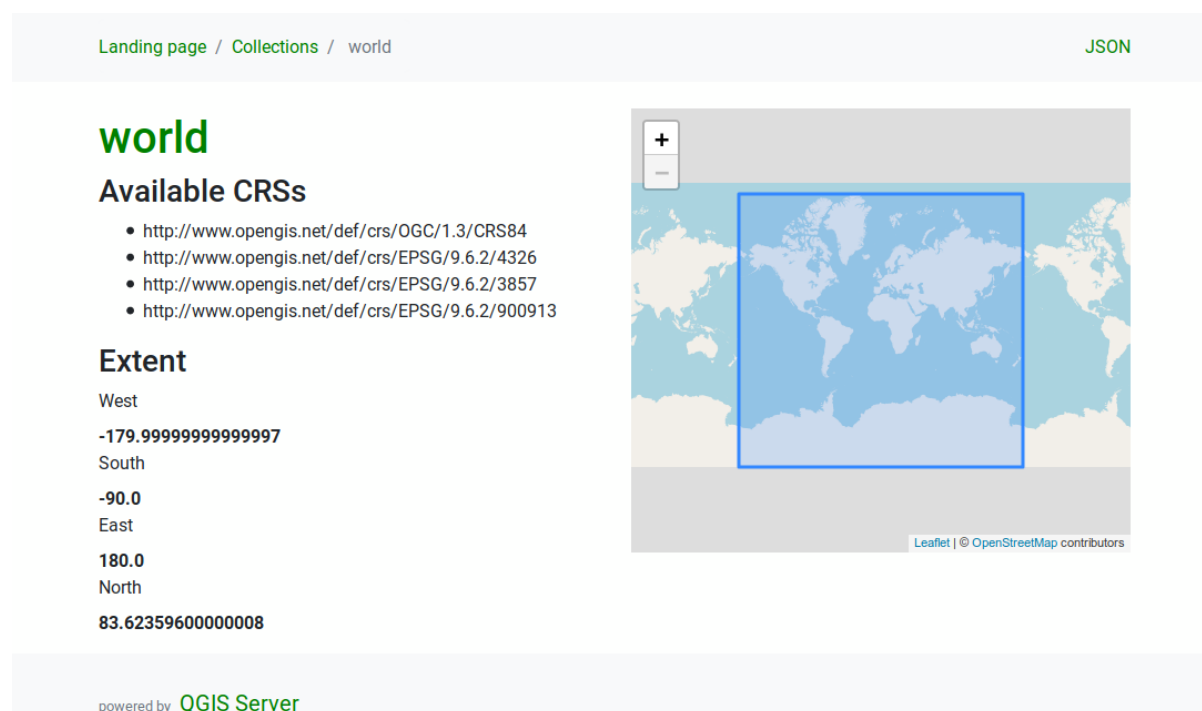 Landing page / Collections / world
JSON
world
Available CRSs
http://www.opengis.net/def/crs/OGC/1.3/CRS84
http://www.opengis.net/def/crs/EPSG/9.6.2/4326
http://www.opengis.net/def/crs/EPSG/9.6.2/3857
http://www.opengis.net/def/crs/EPSG/9.6.2/900913
Extent
West
-179.99999999999997
South
-90.0
East
180.0
North
83.62359600000008
+
−
Leaflet | © OpenStreetMap contributors
powered by QGIS Server